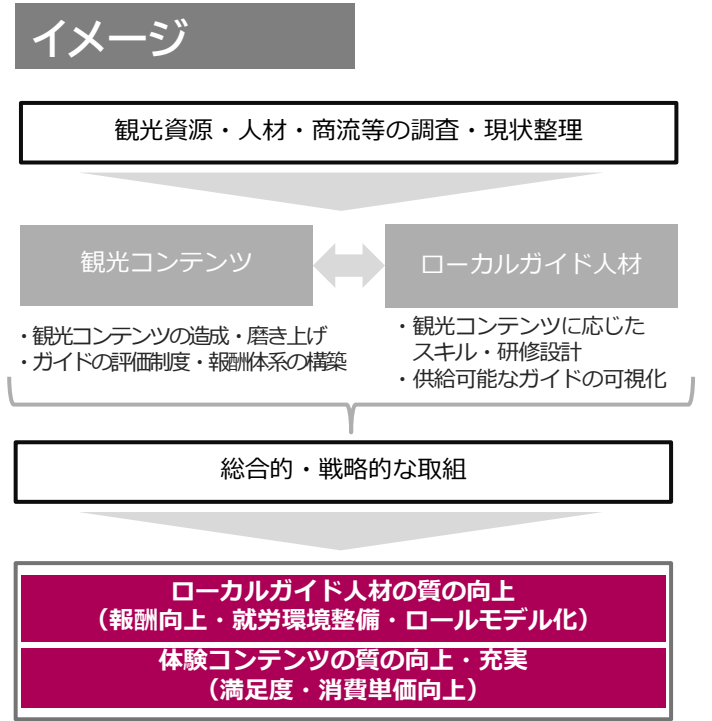 イメージ
観光資源・人材・商流等の調査・現状整理
観光コンテンツ
ローカルガイド人材
・観光コンテンツの造成・磨き上げ
・ガイドの評価制度・報酬体系の構築
・観光コンテンツに応じた
スキル・研修設計
・供給可能なガイドの可視化
総合的・戦略的な取組
ローカルガイド人材の質の向上
（報酬向上・就労環境整備・ロールモデル化）
体験コンテンツの質の向上・充実
（満足度・消費単価向上）